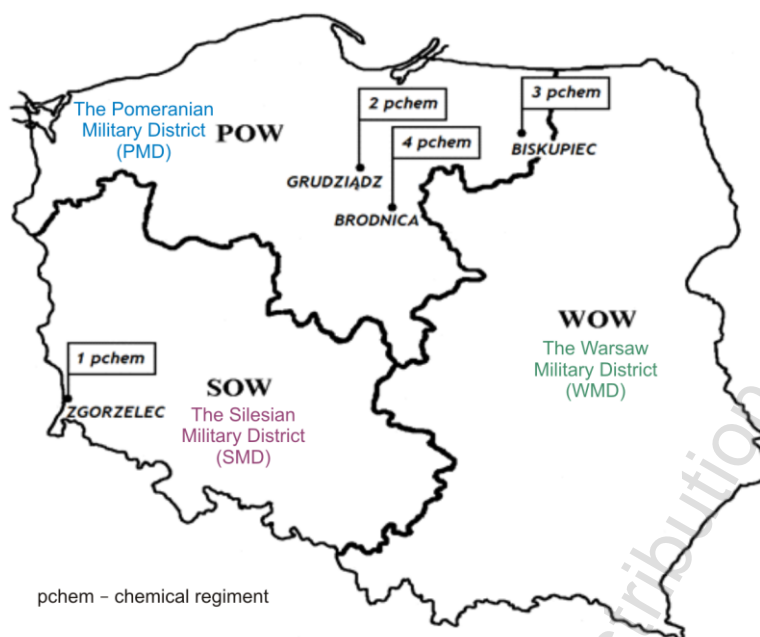 The Pomeranian
Military District
(PMD)
POW
2 pchem
3 pchem
4 pchem
BISKUPIEC
GRUDZIĄDZ
BRODNICA
WOW
The Warsaw
Military District
(WMD)
1 pchem
ZGORZELEC
SOW
The Silesian
Military District
(SMD)
pchem – chemical regiment
stribution